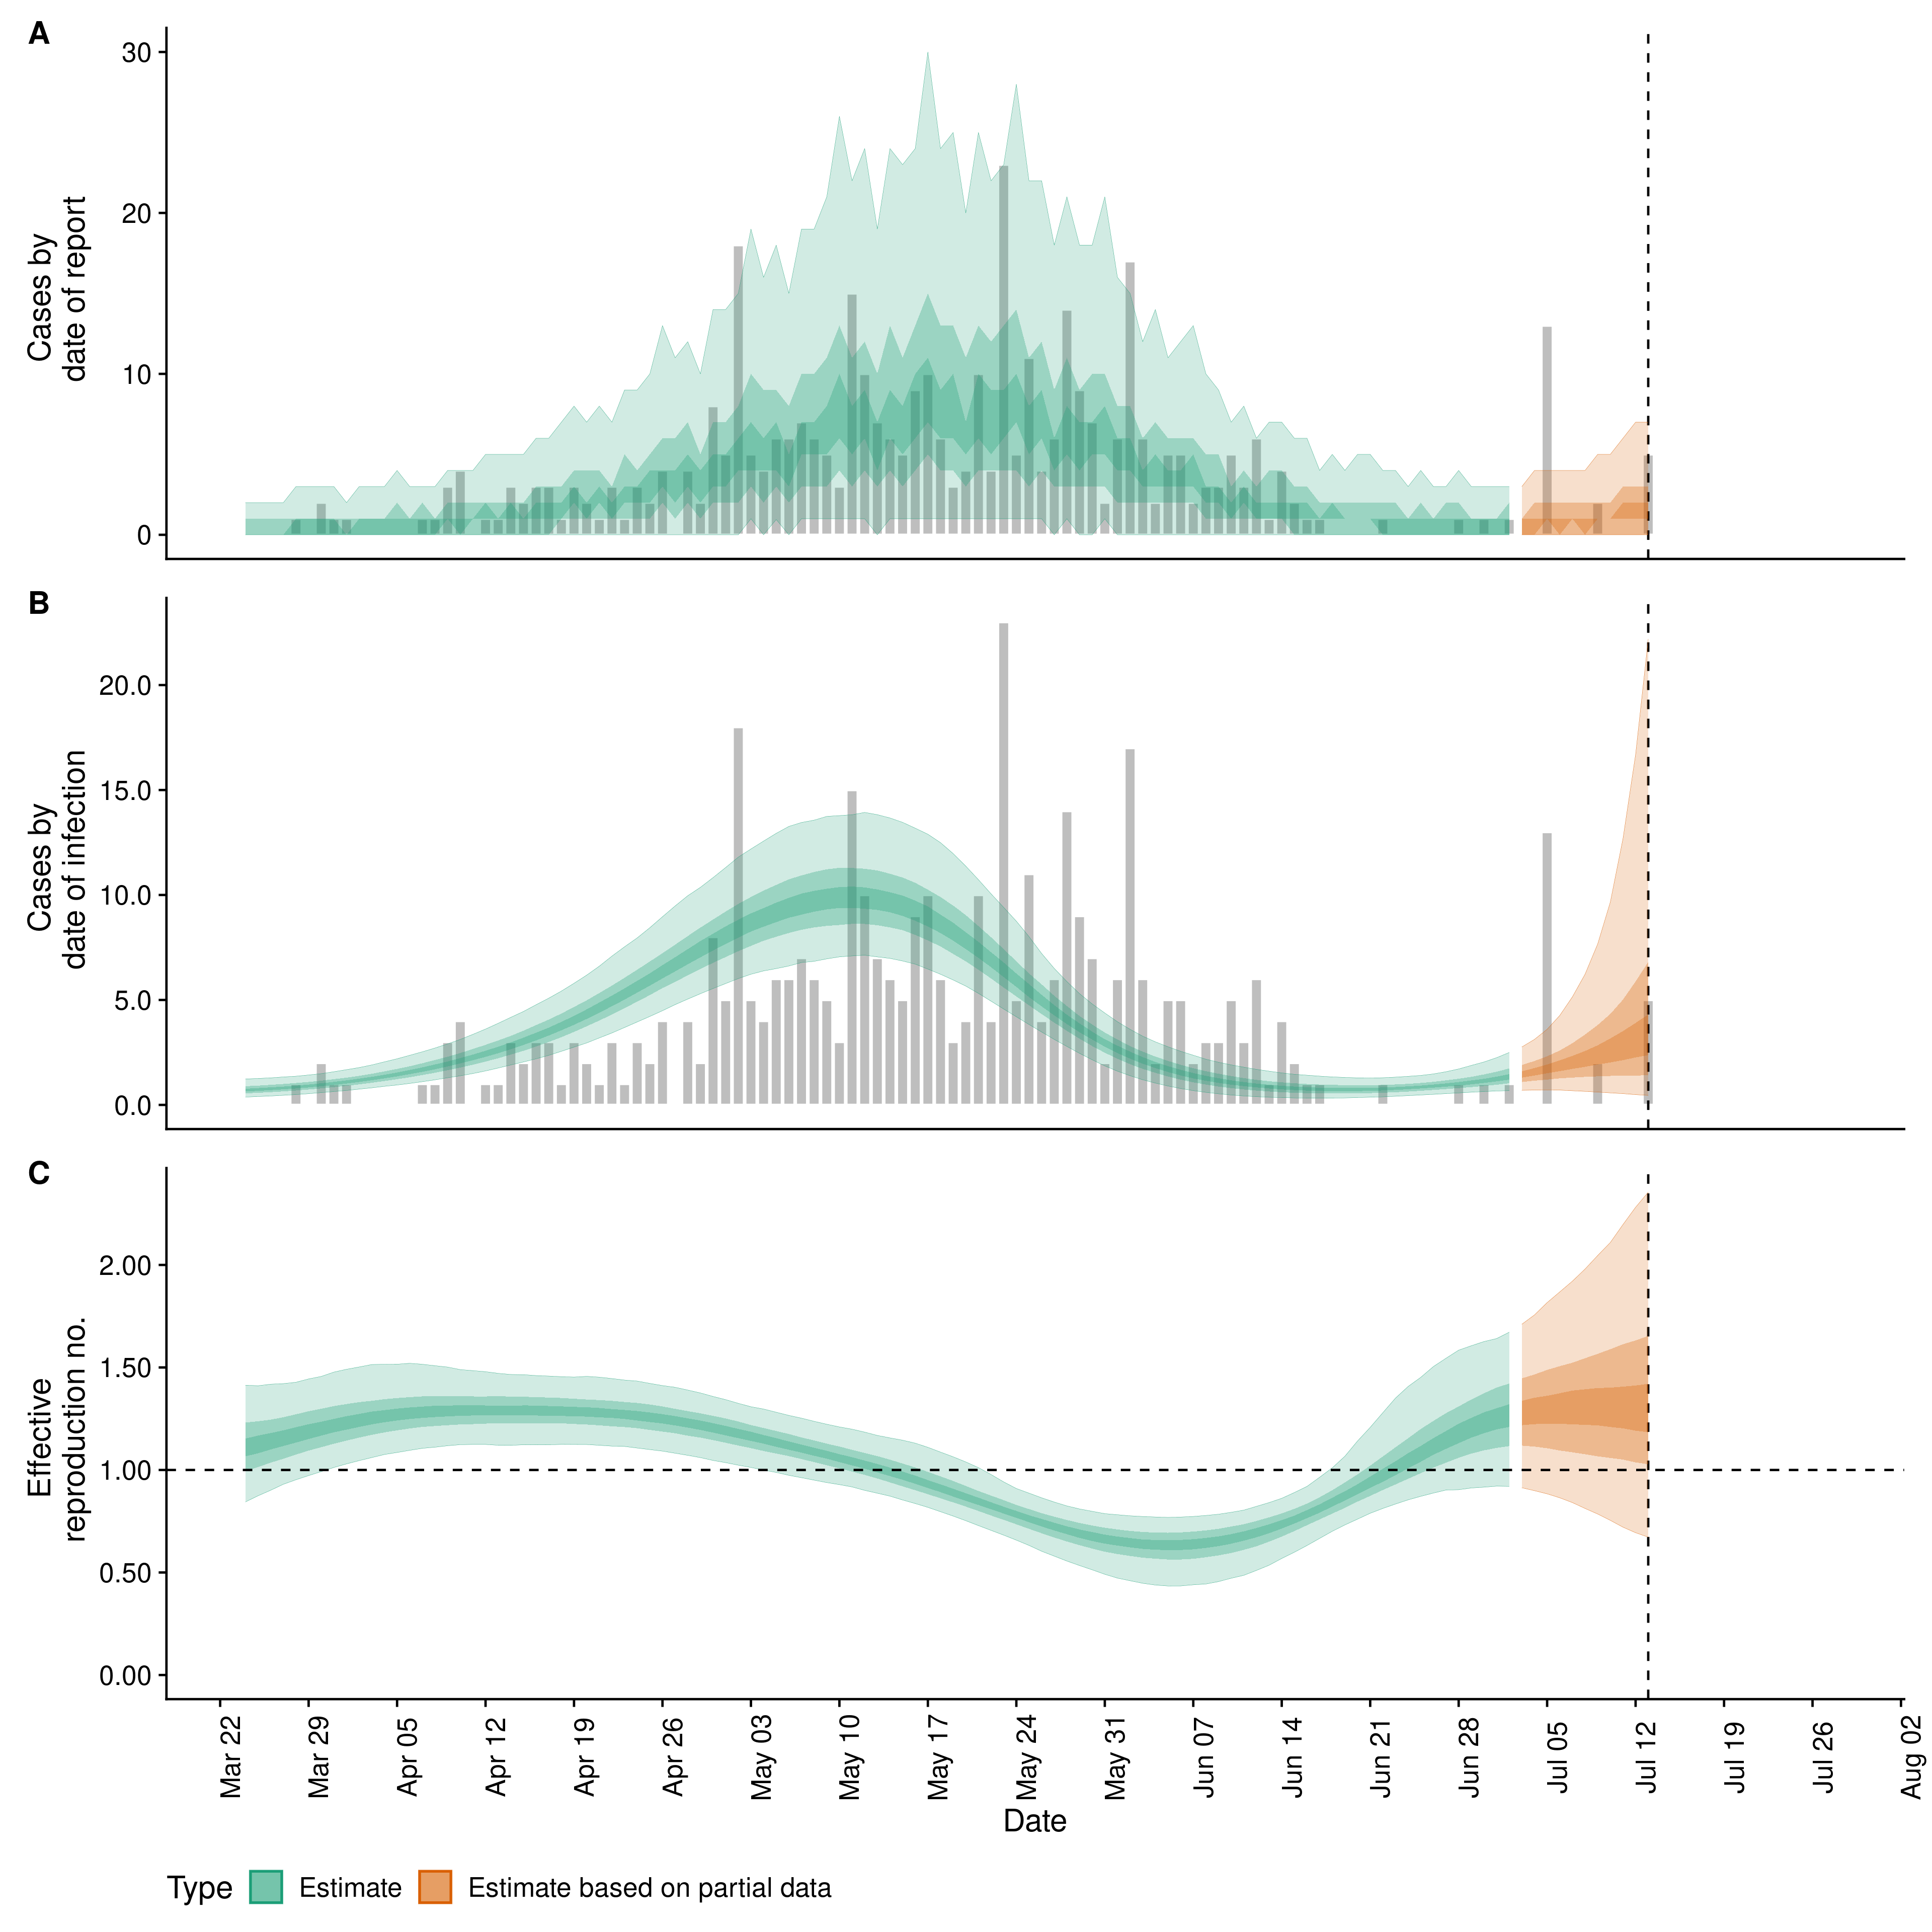 A
30
20
10
0
Cases by
date of report
B
20.0
15.0
10.0
5.0
0.0
Cases by
date of infection
C
2.00
1.50
1.00
0.50
0.00
Effective
reproduction no.
Mar 22
Mar 29
Apr 05
Apr 12
Apr 19
Apr 26
May 03
May 10
May 17
May 24
May 31
Jun 07
Jun 14
Jun 21
Jun 28
Jul 05
Jul 12
Jul 19
Jul 26
Aug 02
Date
Type Estimate Estimate based on partial data